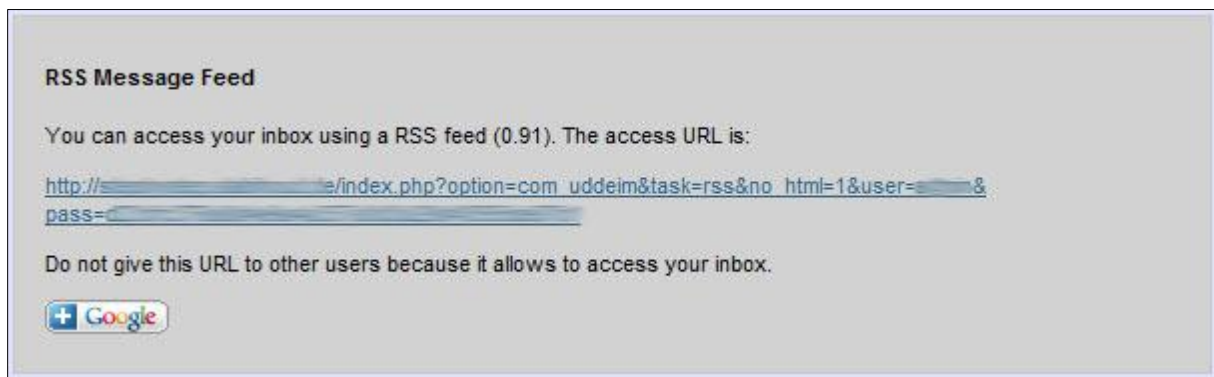 RSS Message Feed
You can access your inbox using a RSS feed (0.91). The access URL is:
http://e/index.php?option=com_uddeim&task=rss&no_html=1&user=&
pass=
Do not give this URL to other users because it allows to access your inbox.
Google